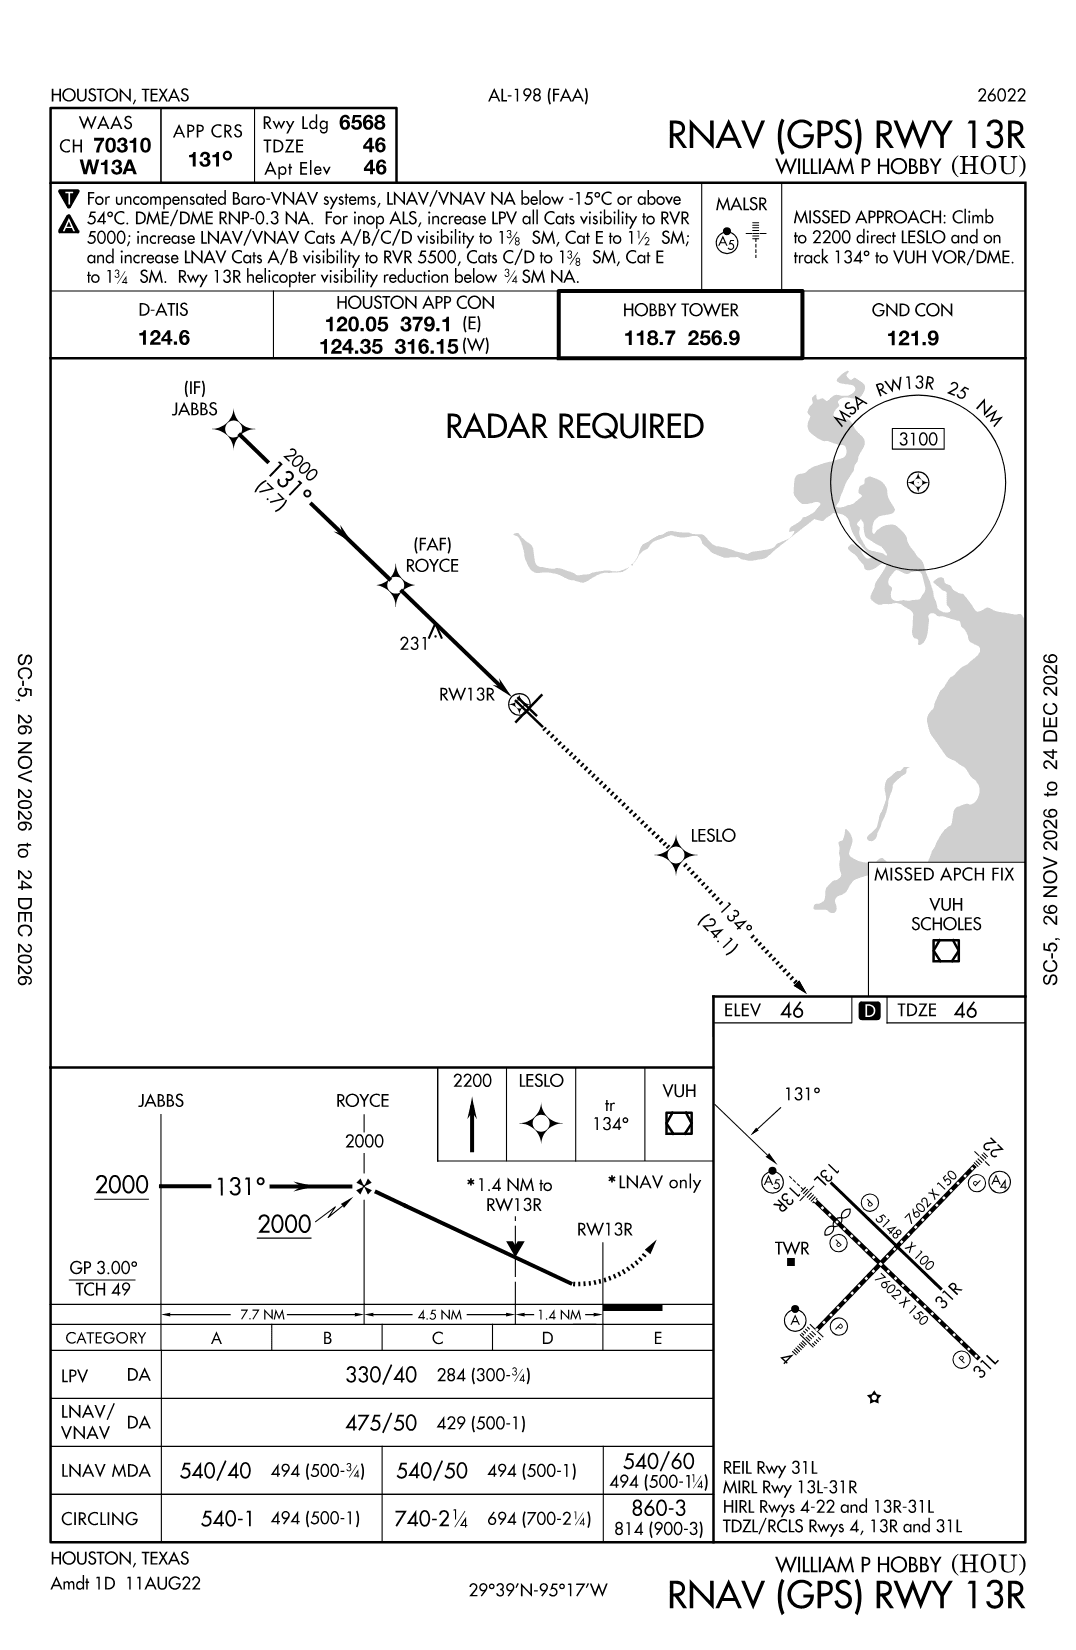 HOUSTON, TEXAS
AL-198 (FAA)
26022
WAAS
CH 70310
W13A
APP CRS
131°
Rwy Ldg 6568
TDZE 46
Apt Elev 46
RNAV (GPS) RWY 13R
WILLIAM P HOBBY (HOU)
T
A
For uncompensated Baro-VNAV systems, LNAV/VNAV NA below -15°C or above
54°C. DME/DME RNP-0.3 NA. For inop ALS, increase LPV all Cats visibility to RVR
5000; increase LNAV/VNAV Cats A/B/C/D visibility to 1⅜ SM, Cat E to 1½ SM;
and increase LNAV Cats A/B visibility to RVR 5500, Cats C/D to 1⅜ SM, Cat E
to 1¾ SM. Rwy 13R helicopter visibility reduction below ¾ SM NA.
MALSR
A5
MISSED APPROACH: Climb
to 2200 direct LESLO and on
track 134° to VUH VOR/DME.
D-ATIS
124.6
HOUSTON APP CON
120.05 379.1 (E)
124.35 316.15 (W)
HOBBY TOWER
118.7 256.9
GND CON
121.9
(IF)
JABBS
RADAR REQUIRED
MSA RW13R 25 NM
3100
2000
131°
(7.7)
(FAF)
ROYCE
231
RW13R
LESLO
134°
(24.1)
MISSED APCH FIX
VUH
SCHOLES
SC-5, 26 NOV 2026 to 24 DEC 2026
SC-5, 26 NOV 2026 to 24 DEC 2026
ELEV 46
D
TDZE 46
131°
A5
13R
13L
22
P
A4
P
7602 X 150
5148 X 100
P
TWR
7602 X 150
31R
A
P
4
P
31L
REIL Rwy 31L
MIRL Rwy 13L-31R
HIRL Rwys 4-22 and 13R-31L
TDZL/RCLS Rwys 4, 13R and 31L
JABBS
ROYCE
2000
2200
LESLO
tr
134°
VUH
2000
131°
2000
*1.4 NM to
RW13R
*LNAV only
RW13R
GP 3.00°
TCH 49
7.7 NM
4.5 NM
1.4 NM
CATEGORY A B C D E
LPV DA 330/40 284 (300-¾)
LNAV/
VNAV DA 475/50 429 (500-1)
LNAV MDA 540/40 494 (500-¾) 540/50 494 (500-1) 540/60
494 (500-1¼)
CIRCLING 540-1 494 (500-1) 740-2¼ 694 (700-2¼) 860-3
814 (900-3)
HOUSTON, TEXAS
Amdt 1D 11AUG22
29°39'N-95°17'W
WILLIAM P HOBBY (HOU)
RNAV (GPS) RWY 13R